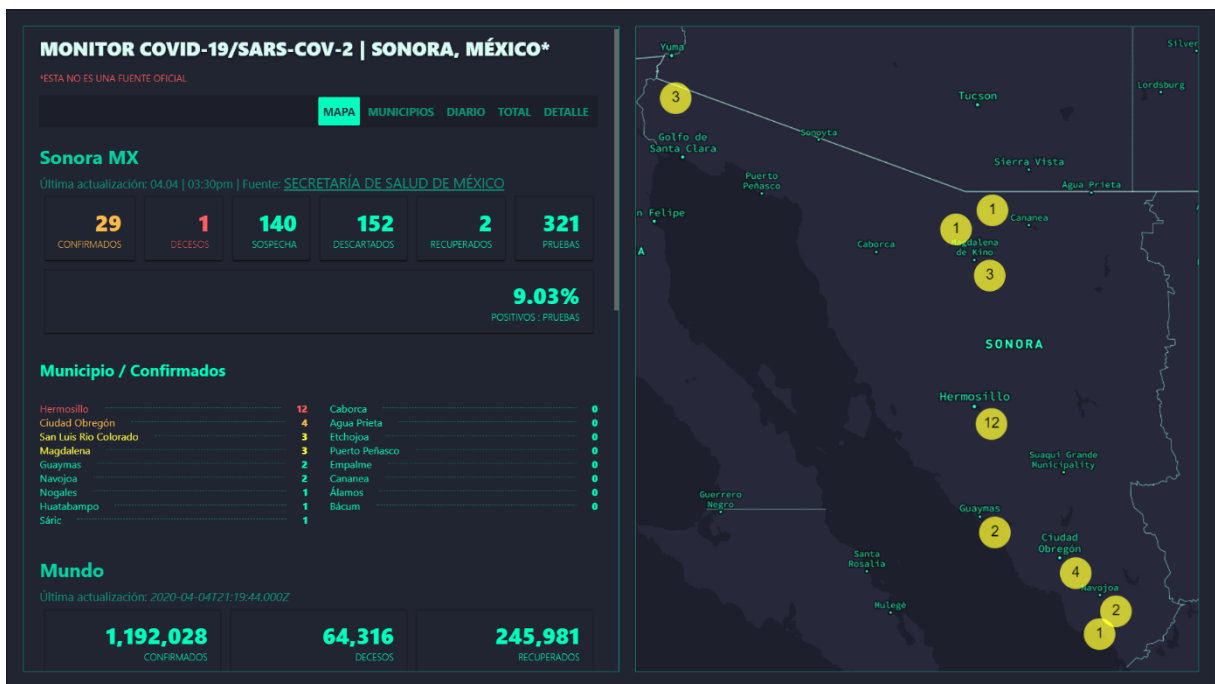 MONITOR COVID-19/SARS-COV-2 | SONORA, MÉXICO*
*ESTA NO ES UNA FUENTE OFICIAL
MAPA MUNICIPIOS DIARIO TOTAL DETALLE
Sonora MX
Última actualización: 04.04 | 03:30pm | Fuente: SECRETARÍA DE SALUD DE MÉXICO
29 1 140 152 2 321
CONFIRMADOS DECESOS SOSPECHA DESCARTADOS RECUPERADOS PRUEBAS
9.03%
POSITIVOS : PRUEBAS
Municipio / Confirmados
Hermosillo 12
Ciudad Obregón 4
San Luis Río Colorado 3
Magdalena 3
Guaymas 2
Navojoa 2
Nogales 1
Huatabampo 1
Sáric 1
Caborca 0
Agua Prieta 0
Etchojoa 0
Puerto Peñasco 0
Empalme 0
Cananea 0
Álamos 0
Bácum 0
Mundo
Última actualización: 2020-04-04T21:19:44.000Z
1,192,028 64,316 245,981
CONFIRMADOS DECESOS RECUPERADOS
Yuma
Silver
3
Tucson
Lordsburg
Golfo de
Santa Clara
Sonoyta
Sierra Vista
Puerto
Peñasco
Agua Prieta
n Felipe
1
Cananea
1
A
Caborca
Magdalena
de Kino
3
SONORA
Hermosillo
12
Suaqui Grande
Municipality
Guerrero
Negro
Guaymas
2
Ciudad
Obregón
Santa
Rosalía
4
Navojoa
Mulegé
2
1